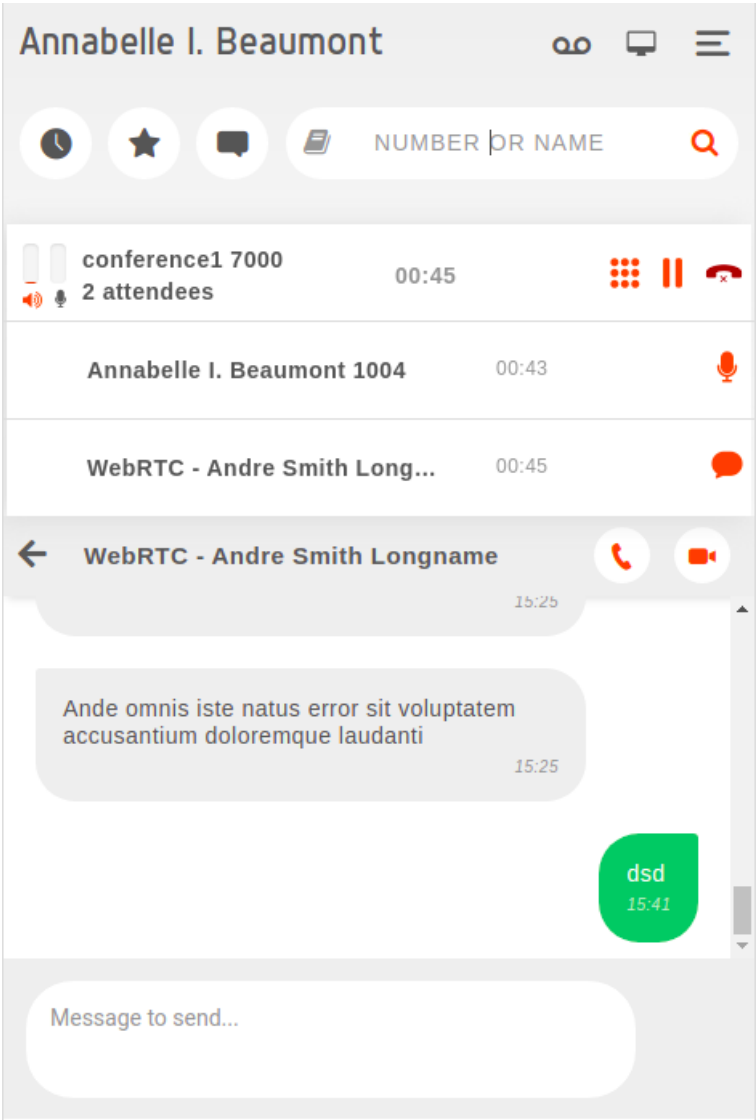 Annabelle I. Beaumont
NUMBER OR NAME
conference1 7000
00:45
2 attendees
Annabelle I. Beaumont 1004
00:43
WebRTC - Andre Smith Long...
00:45
WebRTC - Andre Smith Longname
15:25
Ande omnis iste natus error sit voluptatem
accusantium doloremque laudanti
15:25
dsd
15:41
Message to send...